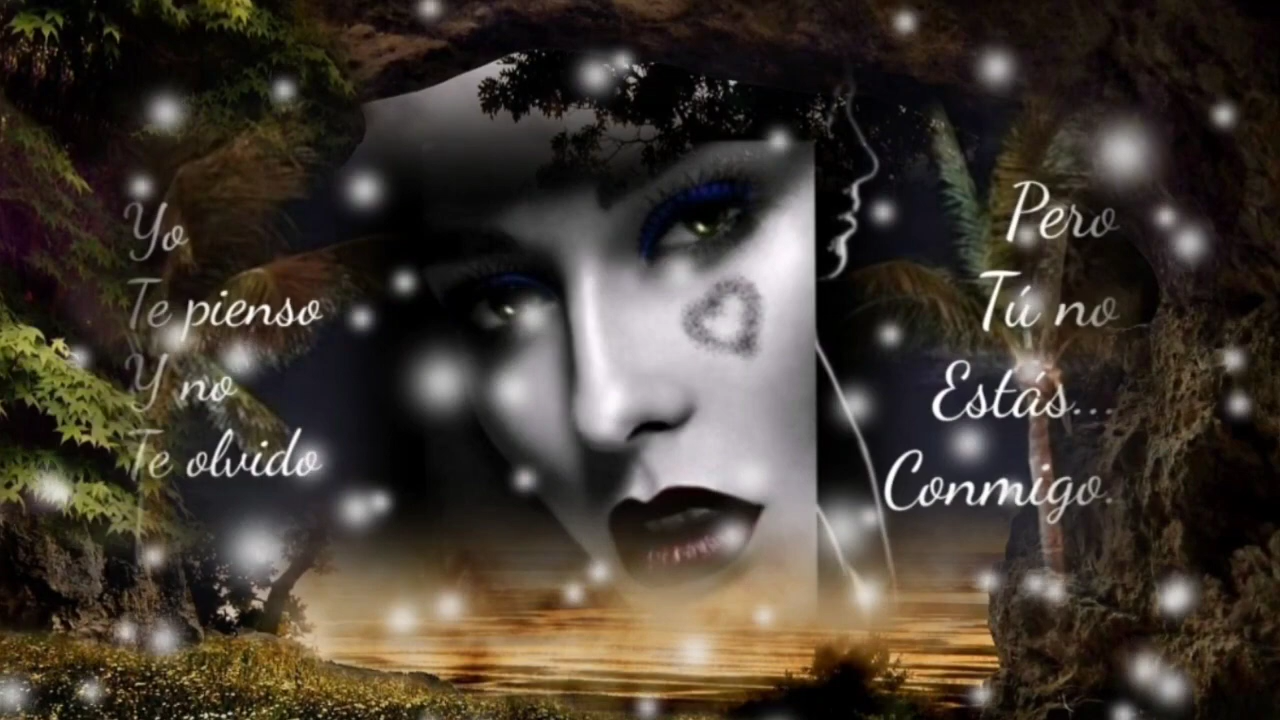 Yo
Te pienso
Y no
Te olvido
Pero
Tú no
Estás...
Conmigo.